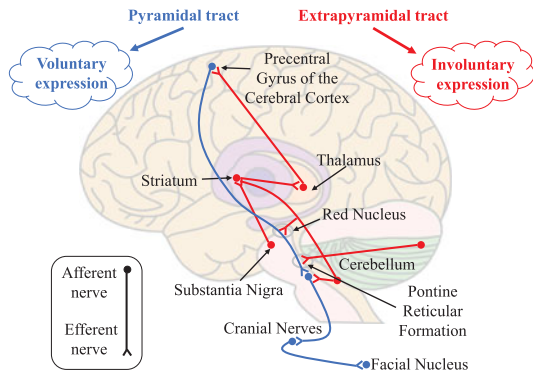 Pyramidal tract
Extrapyramidal tract
Voluntary
expression
Precentral
Gyrus of the
Cerebral Cortex
Involuntary
expression
Striatum
Thalamus
Red Nucleus
Cerebellum
Substantia Nigra
Pontine
Reticular
Formation
Afferent
nerve
Efferent
nerve
Cranial Nerves
Facial Nucleus